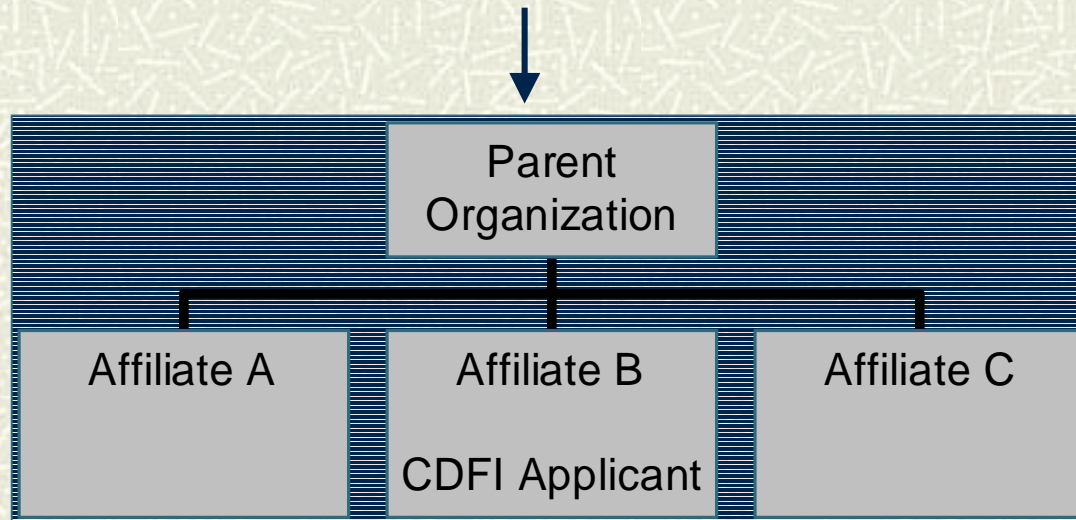 Parent
Organization
Affiliate A
Affiliate B
CDFI Applicant
Affiliate C